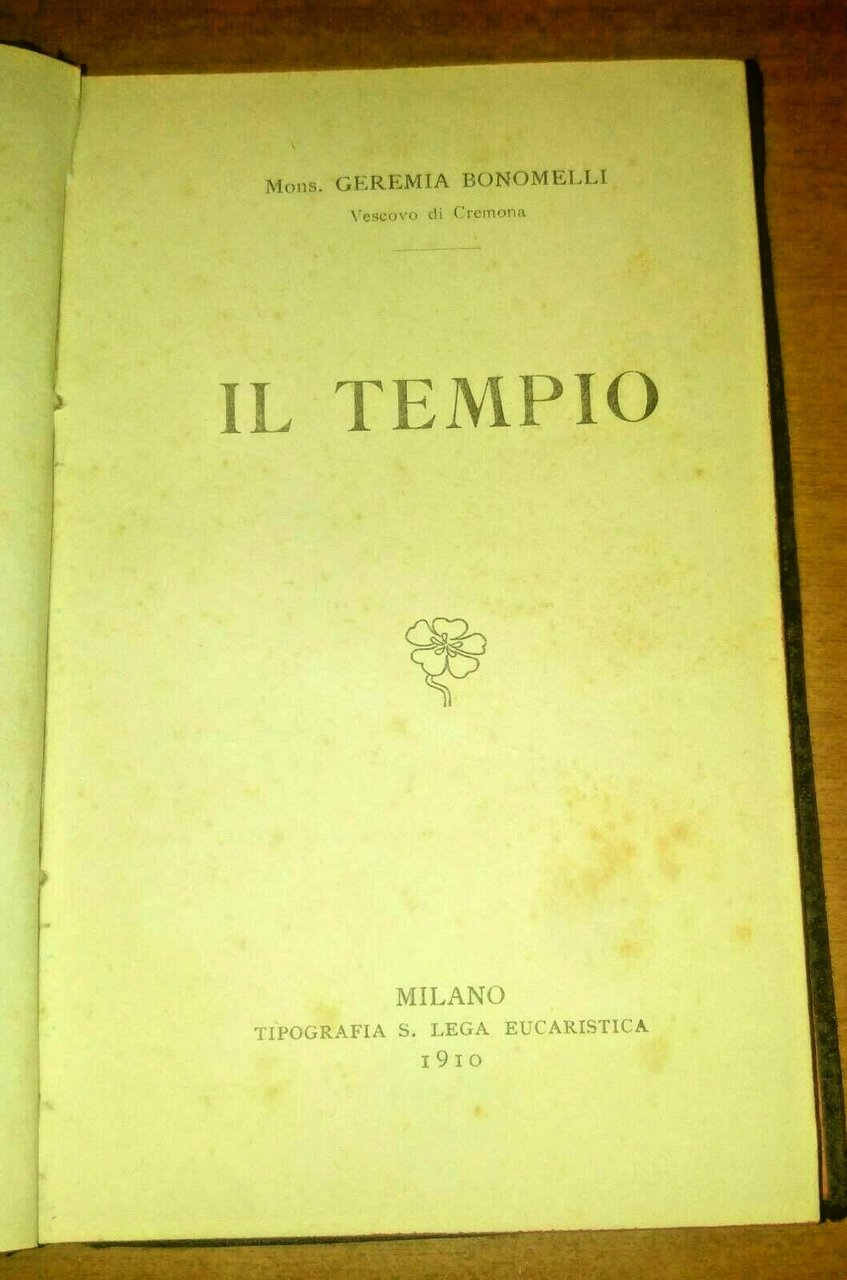 Mons. GEREMIA BONOMELLI
Vescovo di Cremona
IL TEMPIO
MILANO
TIPOGRAFIA S. LEGA EUCARISTICA
1910